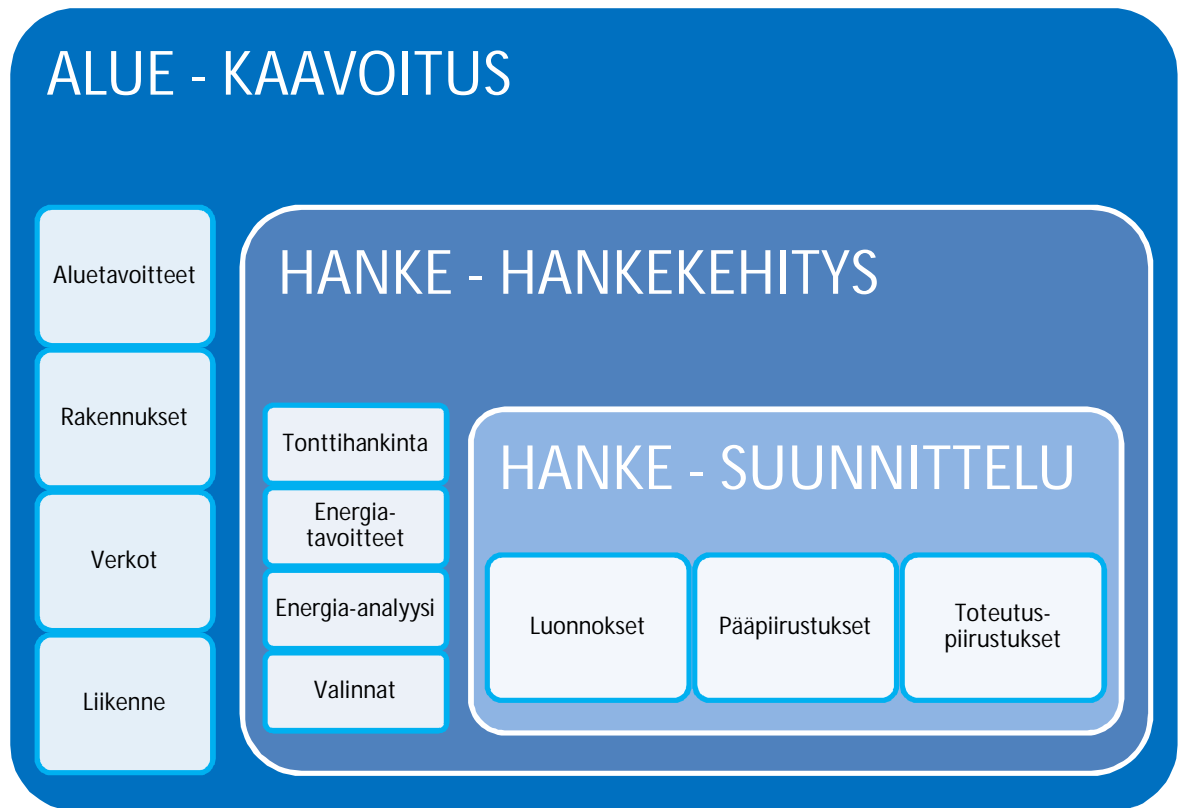 ALUE - KAAVOITUS
Aluetavoitteet
Rakennukset
Verkot
Liikenne
HANKE - HANKEKEHITYS
Tonttihankinta
Energia-
tavoitteet
Energia-analyysi
Valinnat
HANKE - SUUNNITTELU
Luonnokset
Pääpiirustukset
Toteutus-
piirustukset